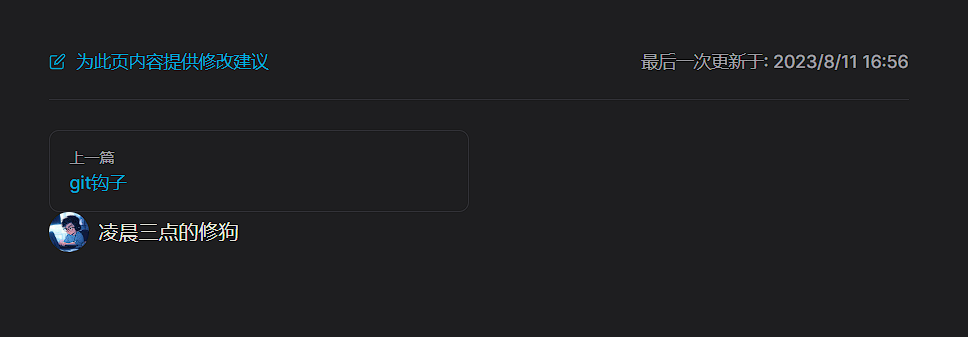 为此页内容提供修改建议
最后一次更新于: 2023/8/11 16:56
上一篇
git钩子
凌晨三点的修狗